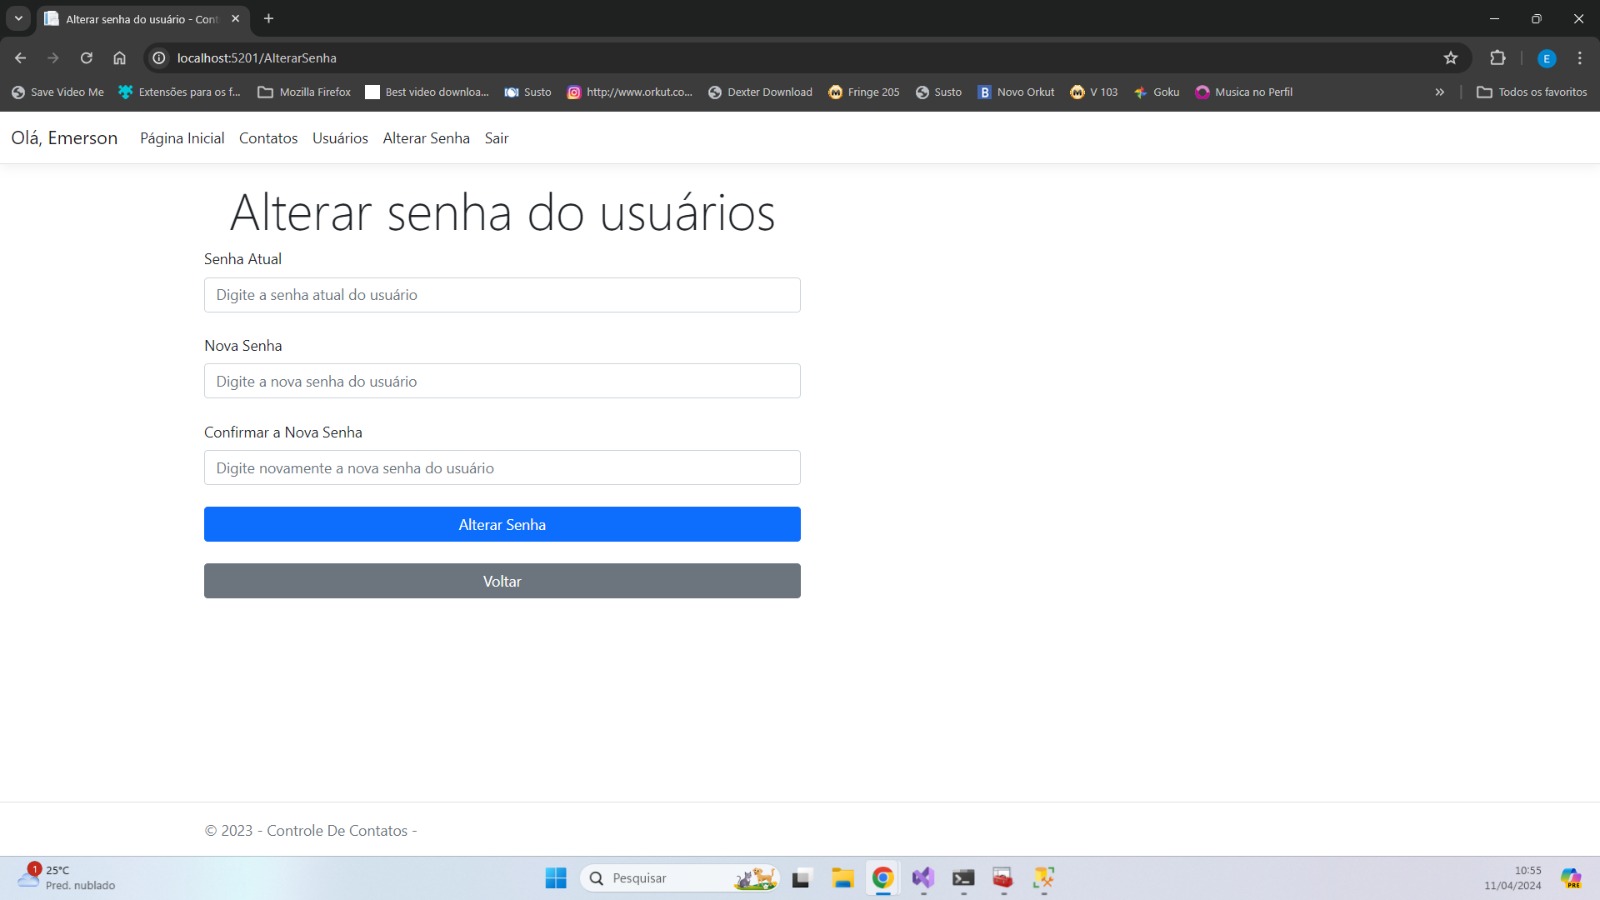 Alterar senha do usuário - Cont
localhost:5201/AlterarSenha
E
Save Video Me Extensões para os f... Mozilla Firefox Best video downloa... Susto http://www.orkut.co... Dexter Download Fringe 205 Susto Novo Orkut V 103 Goku Musica no Perfil » Todos os favoritos
Olá, Emerson Página Inicial Contatos Usuários Alterar Senha Sair
Alterar senha do usuários
Senha Atual
Digite a senha atual do usuário
Nova Senha
Digite a nova senha do usuário
Confirmar a Nova Senha
Digite novamente a nova senha do usuário
Alterar Senha
Voltar
© 2023 - Controle De Contatos -
1
25°C
Pred. nublado
Pesquisar
10:55
11/04/2024
PRE